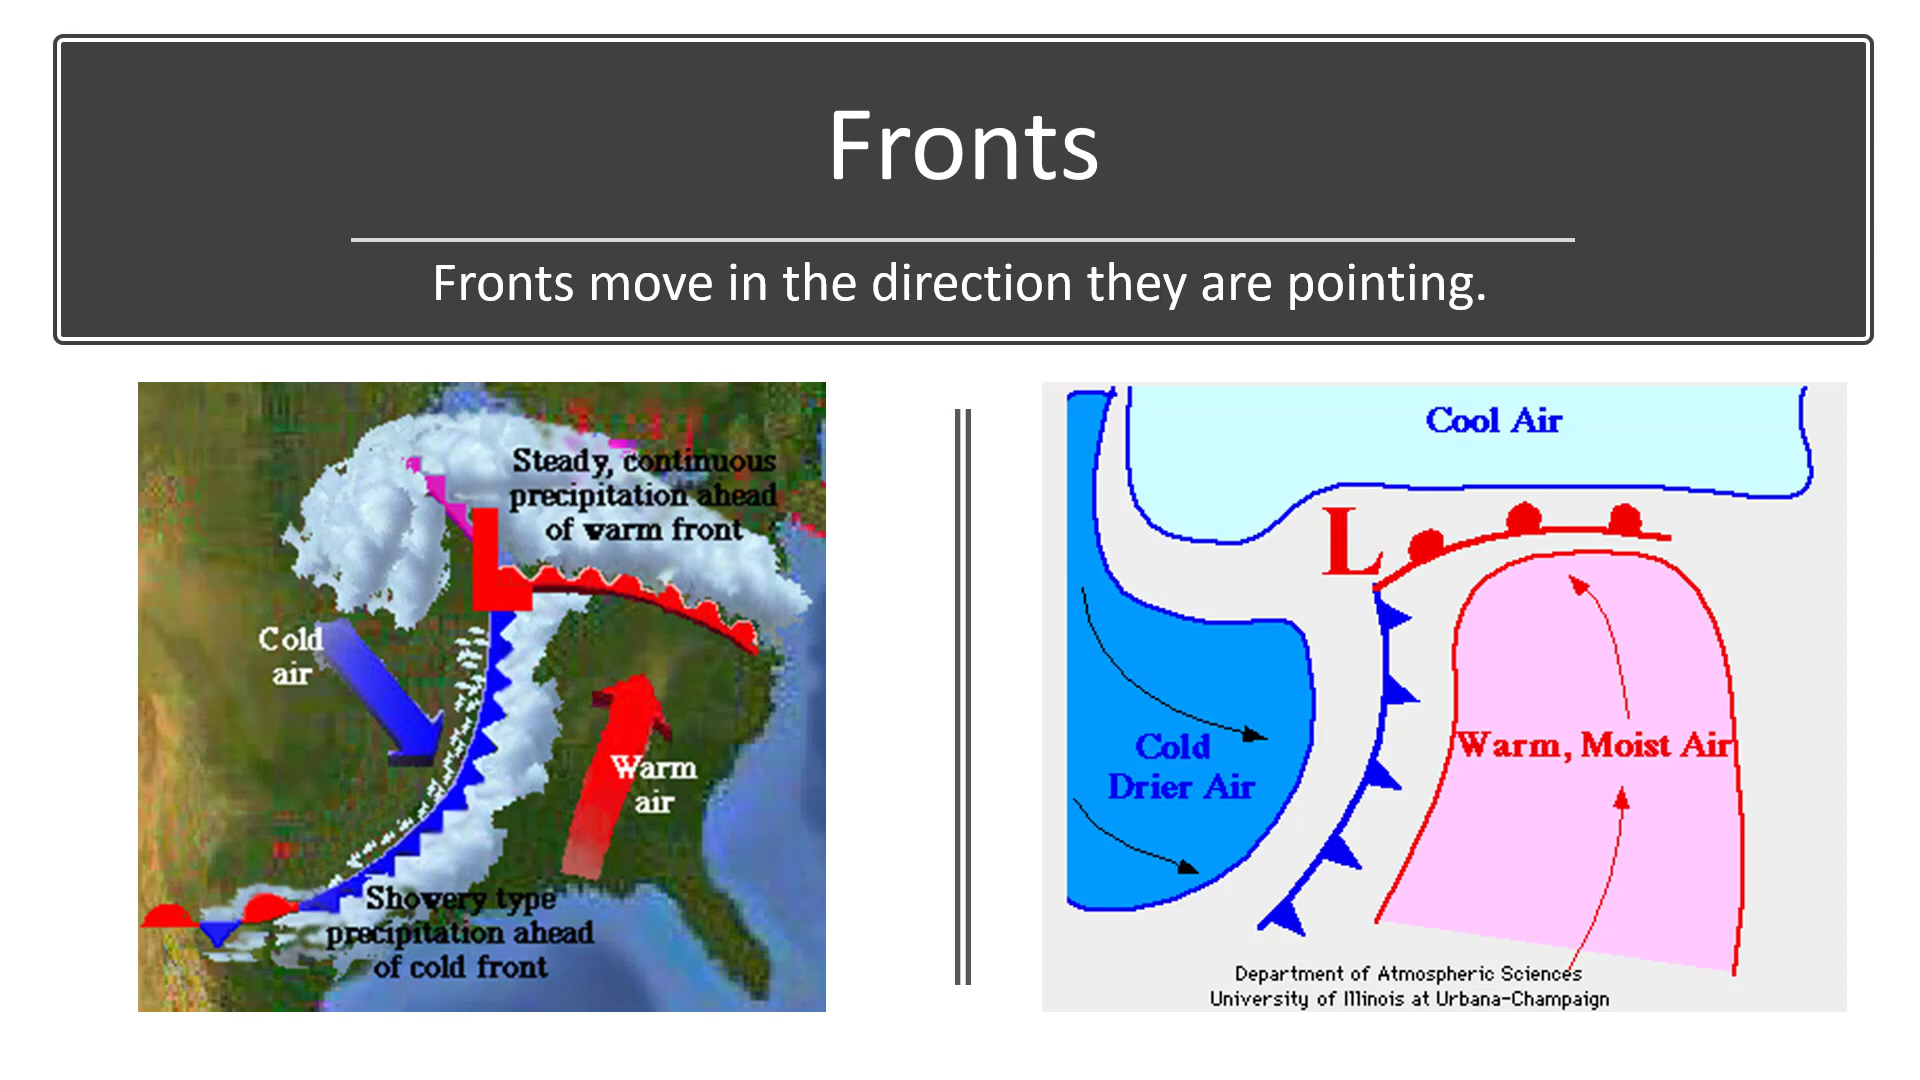 Fronts
Fronts move in the direction they are pointing.
Steady, continuous
precipitation ahead
of warm front
L
Cold
air
Warm
air
Showery type
precipitation ahead
of cold front
Cool Air
L
Warm, Moist Air
Cold
Drier Air
Department of Atmospheric Sciences
University of Illinois at Urbana-Champaign